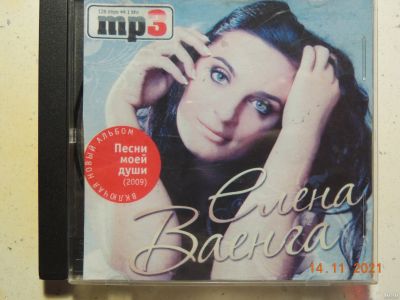 128 kbps 44,1 khz
mp3
ВКЛЮЧАЯ НОВЫЙ АЛЬБОМ
Песни
моей
души
(2009)
Елена
Ваенга
14.11.2021